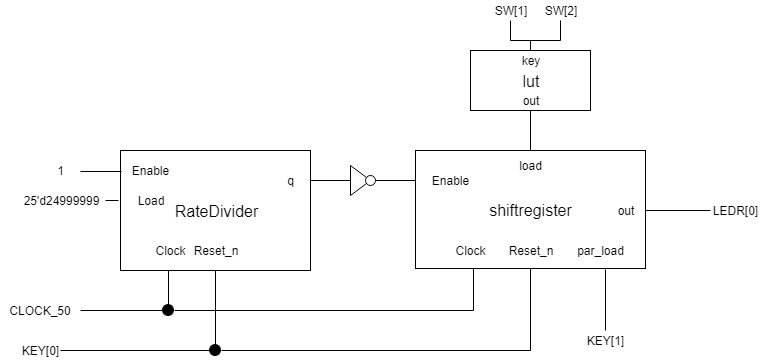 SW[1] SW[2]
key
lut
out
1
Enable
q
25'd24999999
Load
RateDivider
Clock Reset_n
load
Enable
shiftregister
out
LEDR[0]
Clock Reset_n par_load
CLOCK_50
KEY[1]
KEY[0]